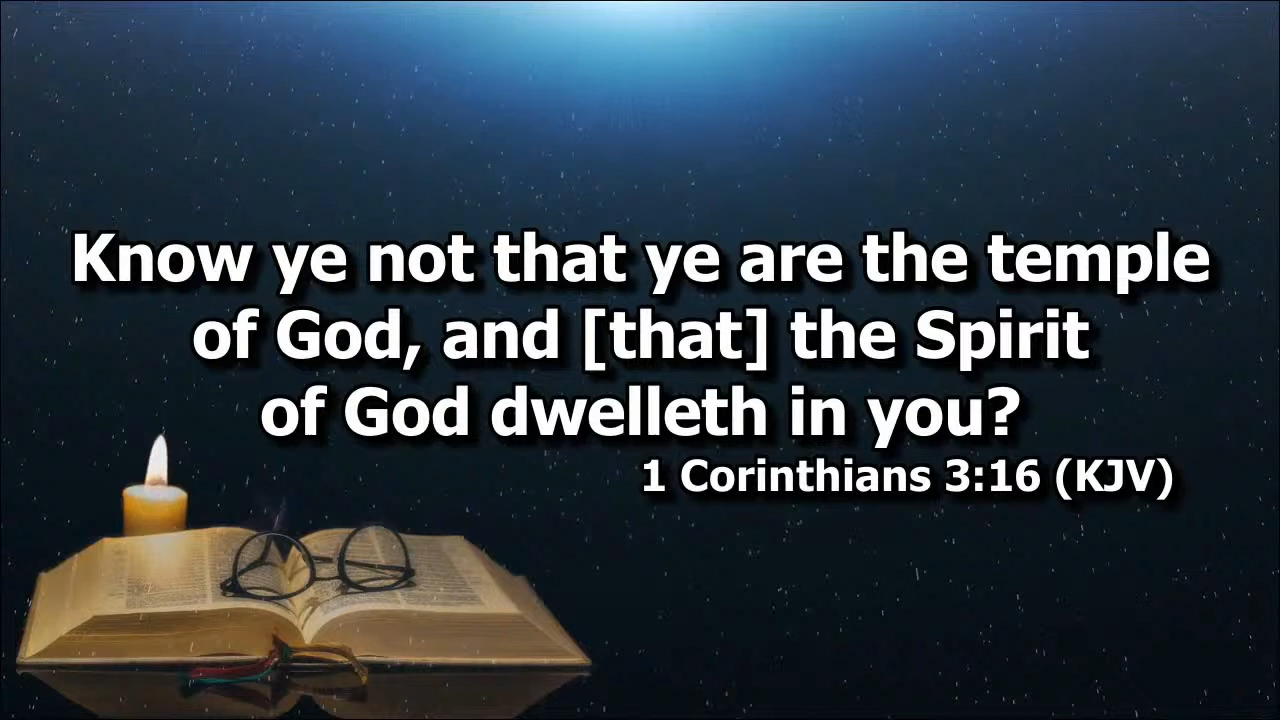 Know ye not that ye are the temple
of God, and [that] the Spirit
of God dwelleth in you?
1 Corinthians 3:16 (KJV)